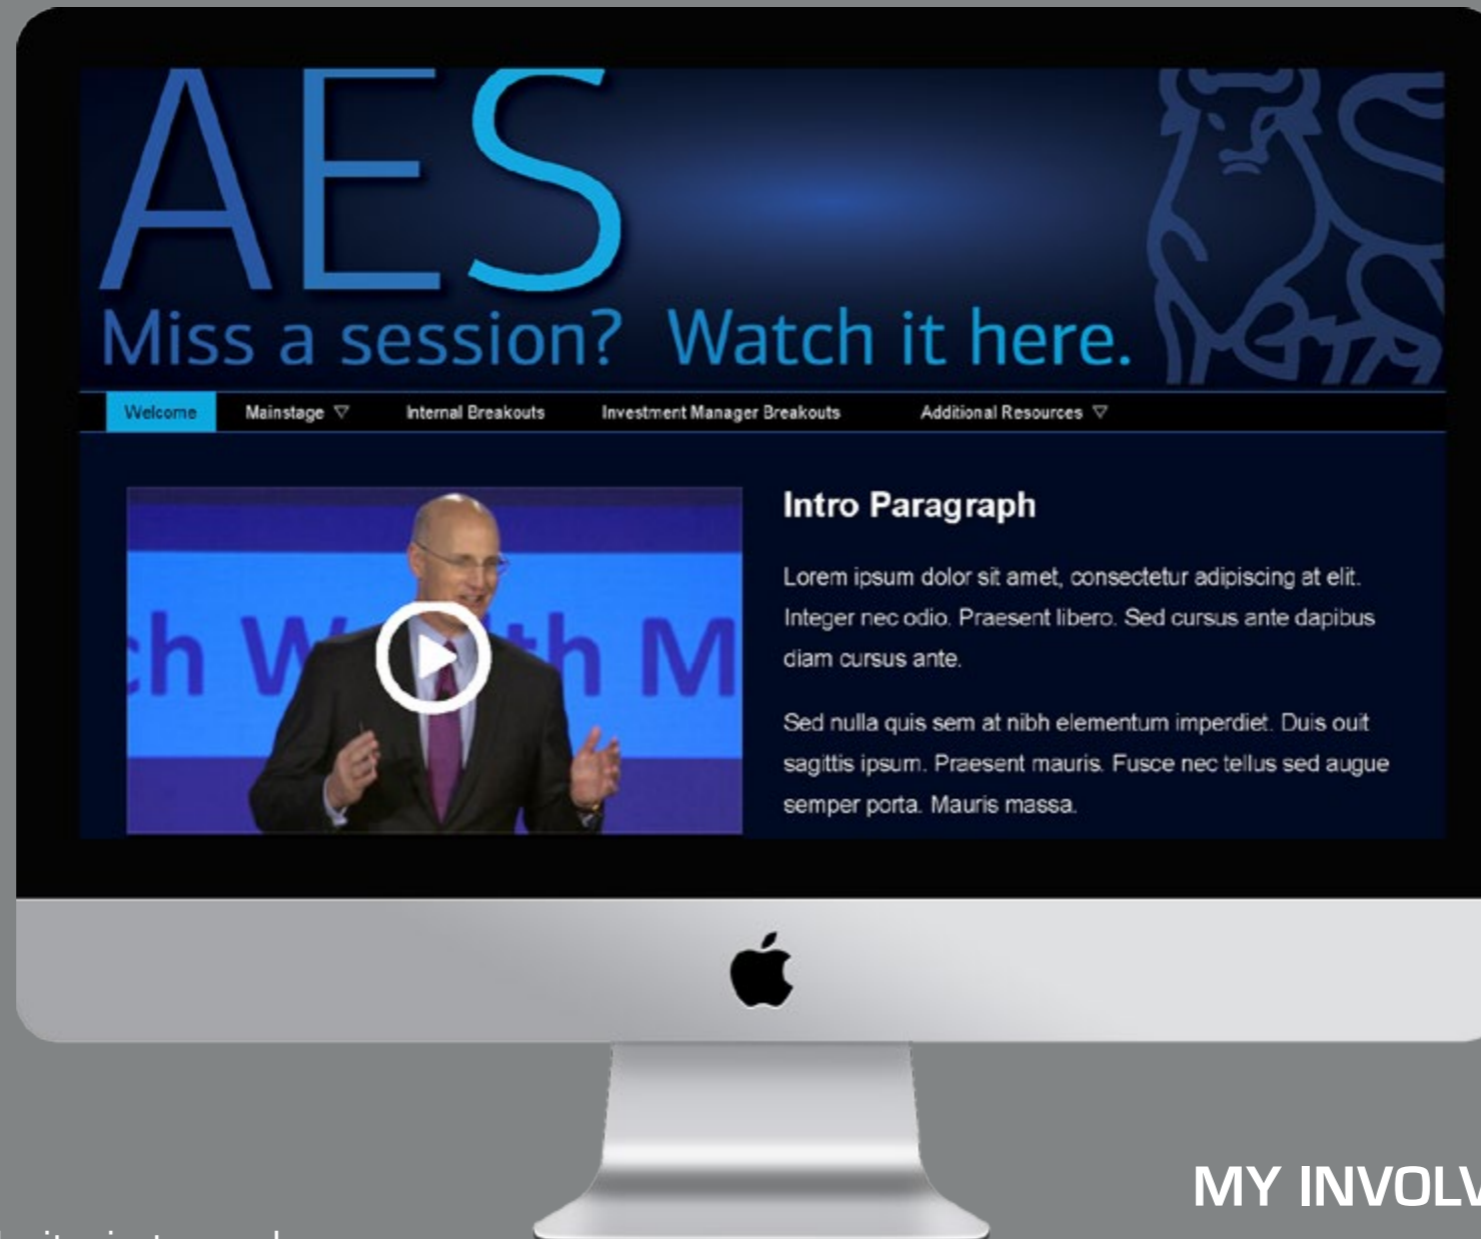 AES
Miss a session? Watch it here.
Welcome Mainstage Internal Breakouts Investment Manager Breakouts Additional Resources
Intro Paragraph
Lorem ipsum dolor sit amet, consectetur adipiscing at elit.
Integer nec odio. Praesent libero. Sed cursus ante dapibus
diam cursus ante.
Sed nulla quis sem at nibh elementum imperdiet. Duis ouit
sagittis ipsum. Praesent mauris. Fusce nec tellus sed augue
semper porta. Mauris massa.
MY INVOLV